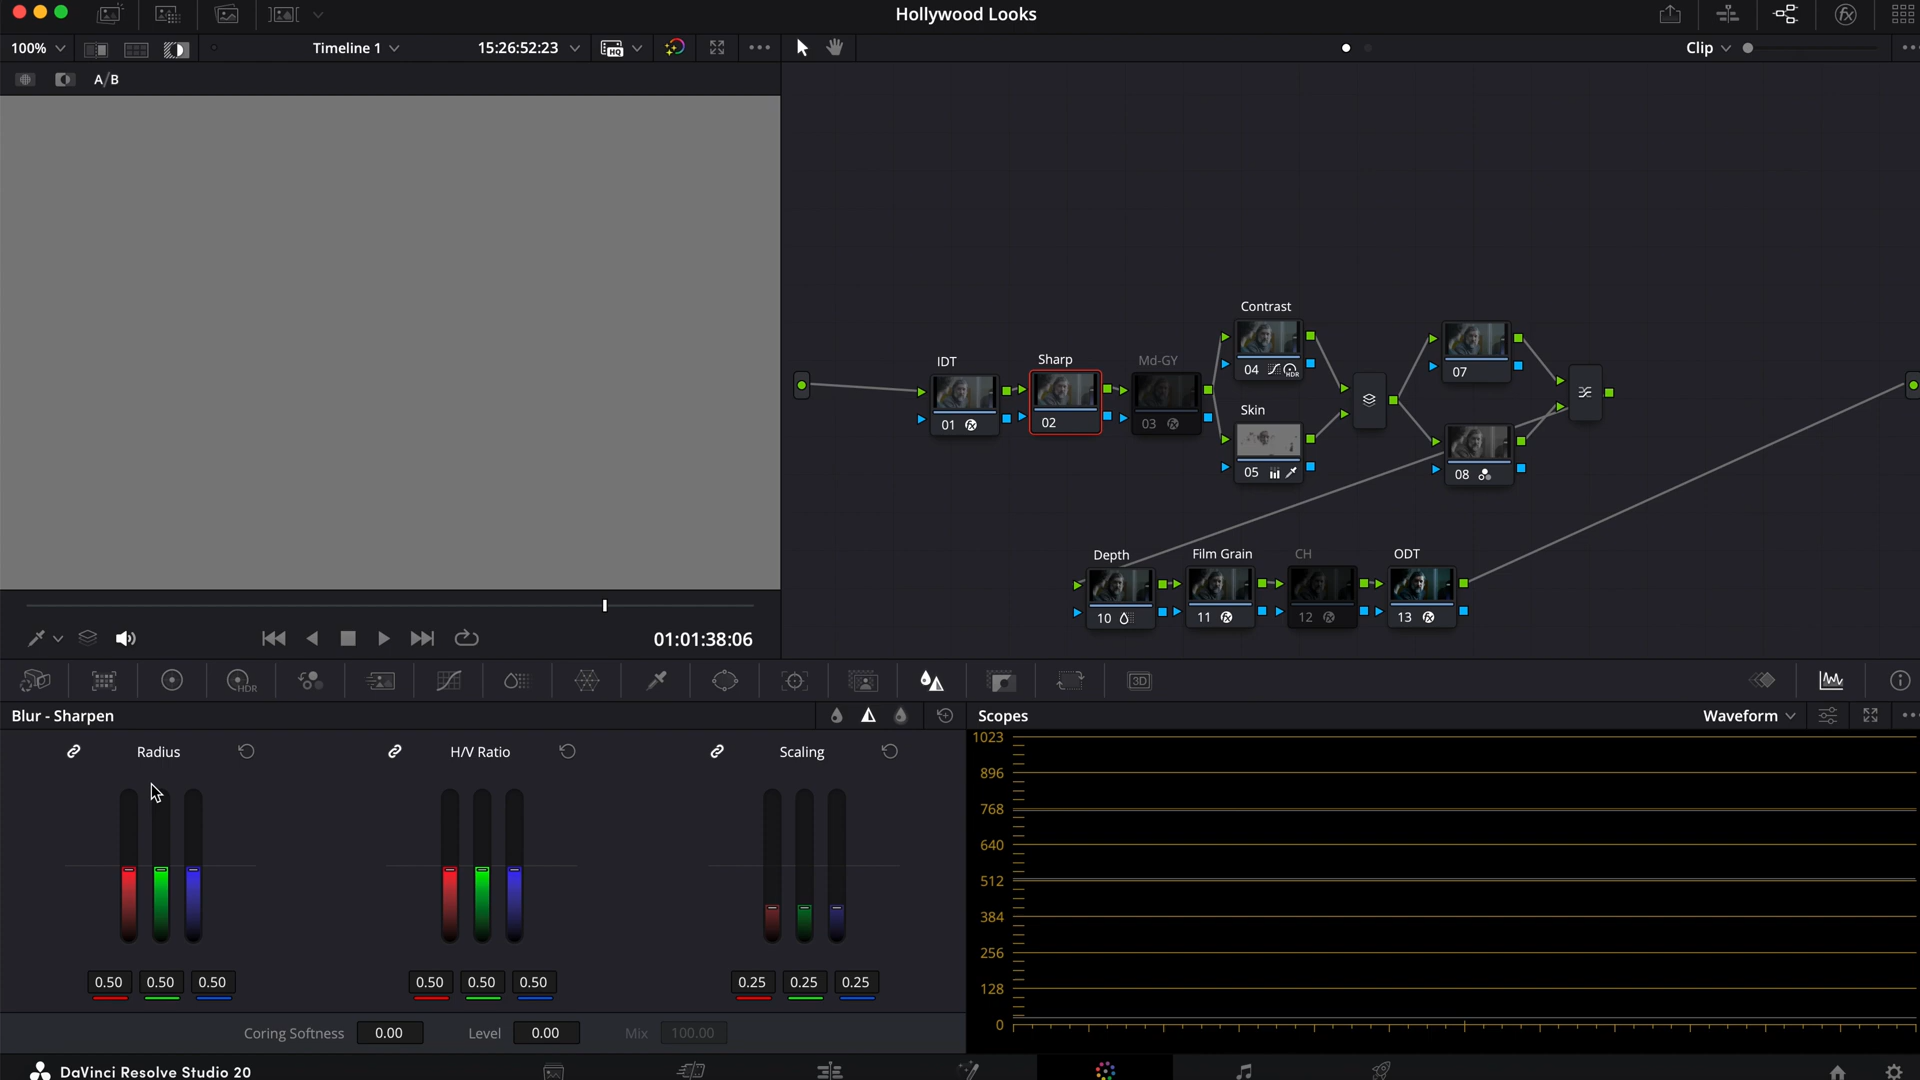 Hollywood Looks
100%
Timeline 1
15:26:52:23
HQ
Clip
A/B
Contrast
IDT
Sharp
Md-GY
04
HDR
07
01
02
03
Skin
05
08
Depth
Film Grain
CH
ODT
10
11
12
13
01:01:38:06
HDR
3D
Blur - Sharpen
Scopes
Waveform
Radius
H/V Ratio
Scaling
1023
896
768
640
512
384
256
128
0
0.50 0.50 0.50
0.50 0.50 0.50
0.25 0.25 0.25
Coring Softness 0.00
Level 0.00
Mix 100.00
DaVinci Resolve Studio 20